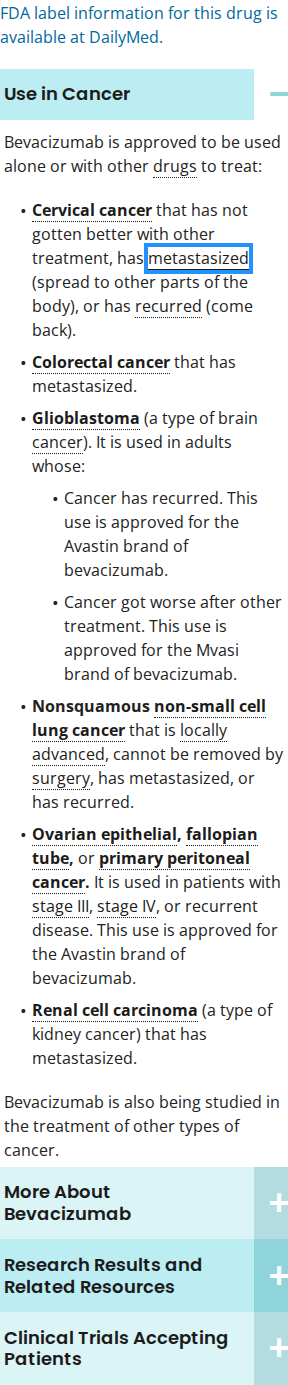 FDA label information for this drug is
available at DailyMed.
Use in Cancer
Bevacizumab is approved to be used
alone or with other drugs to treat:
• Cervical cancer that has not
gotten better with other
treatment, has metastasized
(spread to other parts of the
body), or has recurred (come
back).
• Colorectal cancer that has
metastasized.
• Glioblastoma (a type of brain
cancer). It is used in adults
whose:
• Cancer has recurred. This
use is approved for the
Avastin brand of
bevacizumab.
• Cancer got worse after other
treatment. This use is
approved for the Mvasi
brand of bevacizumab.
• Nonsquamous non-small cell
lung cancer that is locally
advanced, cannot be removed by
surgery, has metastasized, or
has recurred.
• Ovarian epithelial, fallopian
tube, or primary peritoneal
cancer. It is used in patients with
stage III, stage IV, or recurrent
disease. This use is approved for
the Avastin brand of
bevacizumab.
• Renal cell carcinoma (a type of
kidney cancer) that has
metastasized.
Bevacizumab is also being studied in
the treatment of other types of
cancer.
More About
Bevacizumab
Research Results and
Related Resources
Clinical Trials Accepting
Patients